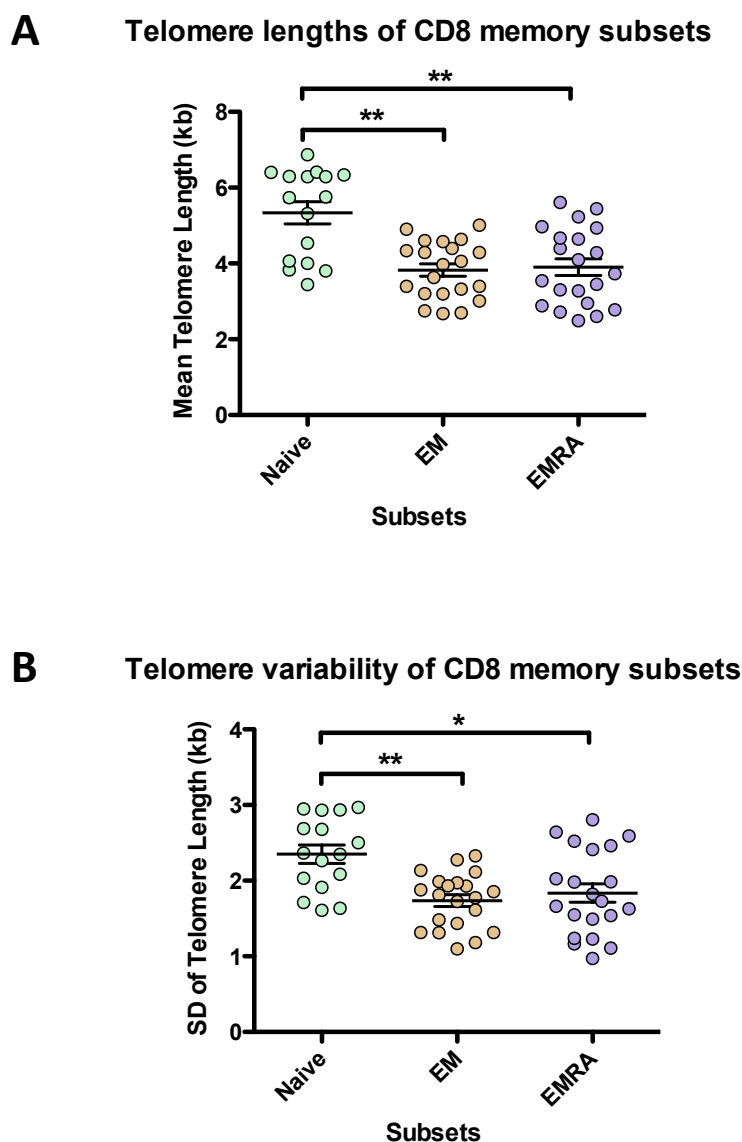 A
Telomere lengths of CD8 memory subsets
**
**
Mean Telomere Length (kb)
8
6
4
2
0
Naive
EM
EMRA
Subsets
B
Telomere variability of CD8 memory subsets
*
**
SD of Telomere Length (kb)
4
3
2
1
0
Naive
EM
EMRA
Subsets